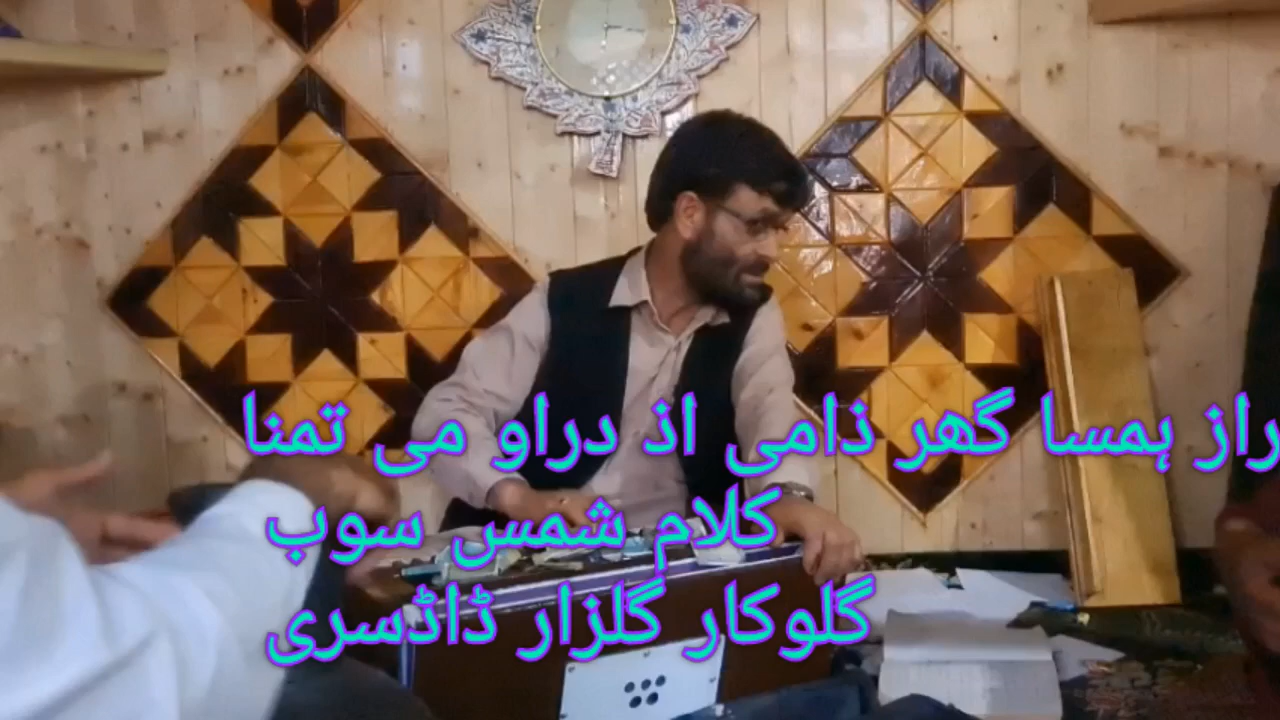 راز ہمسا گھر ذامی اذ دراو می تمنا
کلام شمس سوب
گلوکار گلزار ڈاڈسری